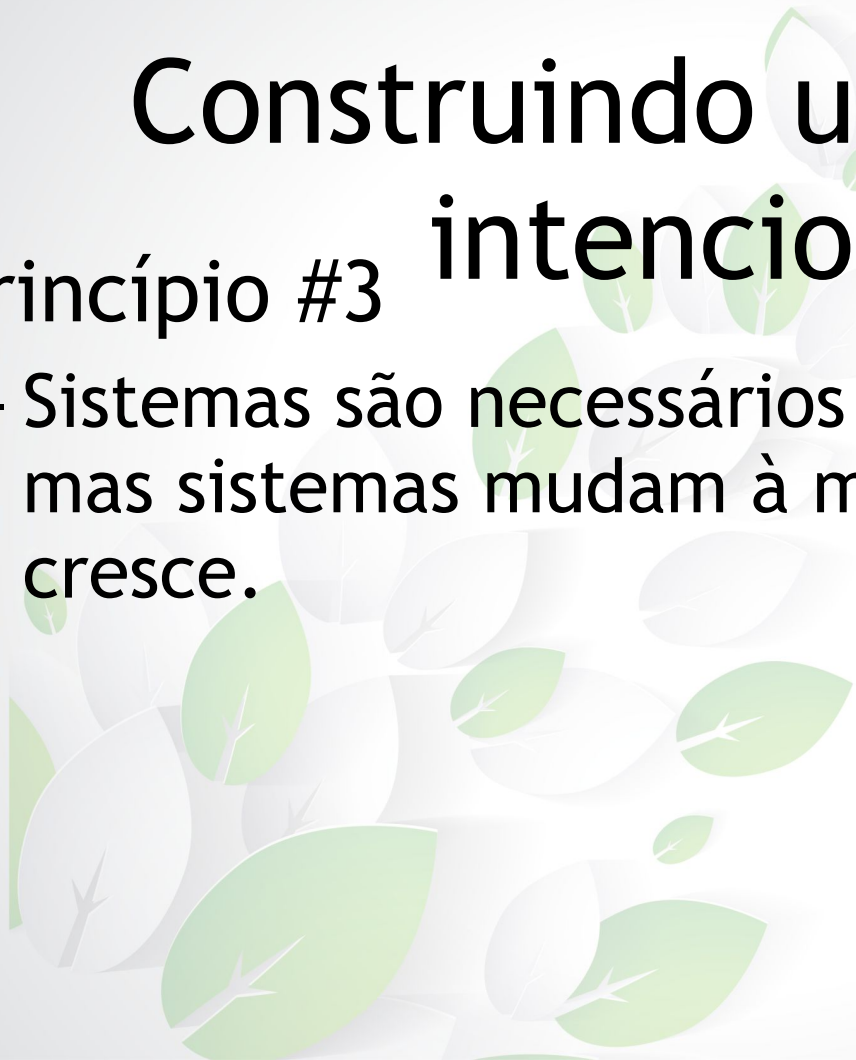 Construindo u
intencio
rincípio #3
- Sistemas são necessários
mas sistemas mudam à m
cresce.